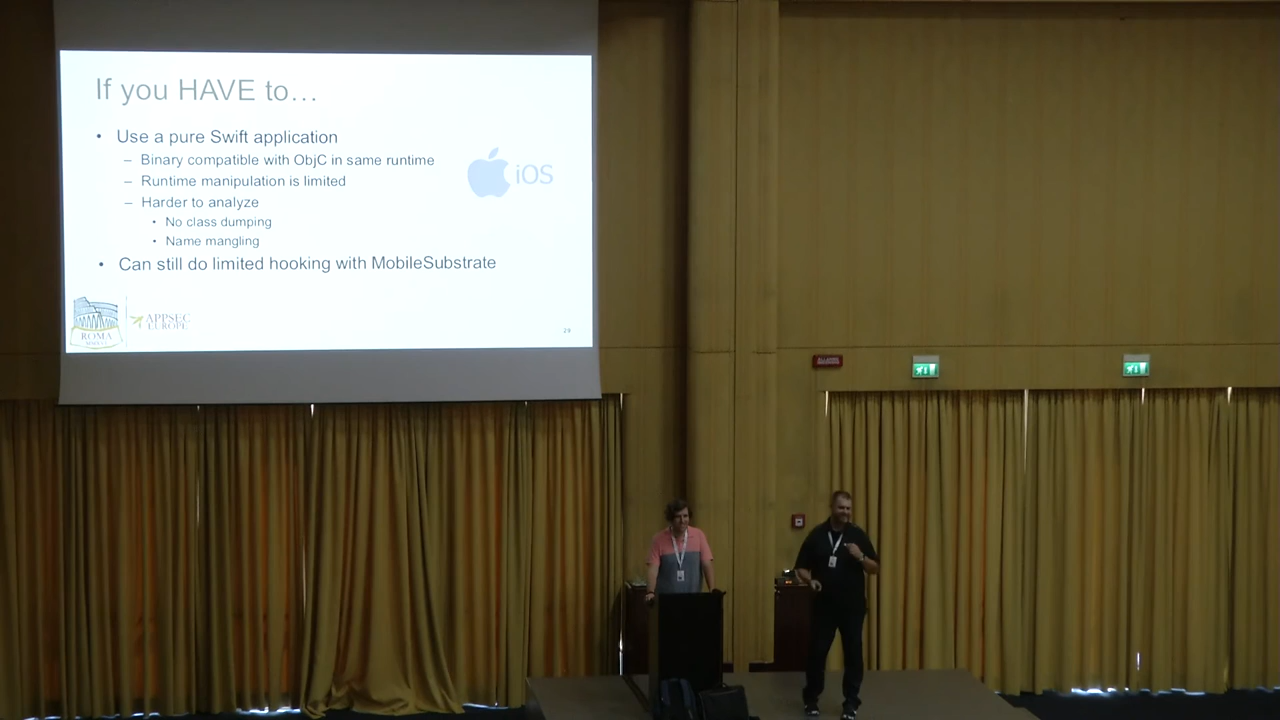 If you HAVE to…
• Use a pure Swift application
– Binary compatible with ObjC in same runtime
– Runtime manipulation is limited
– Harder to analyze
• No class dumping
• Name mangling
• Can still do limited hooking with MobileSubstrate
iOS
ROMA
APPSEC
EUROPE
29